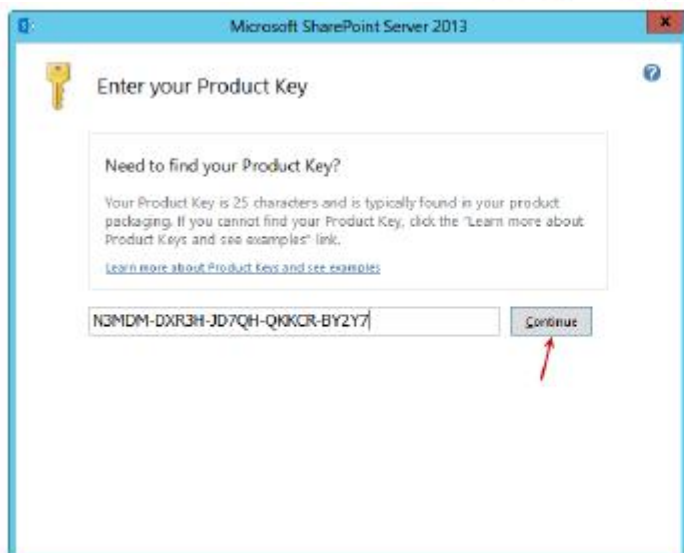 Microsoft SharePoint Server 2013
Enter your Product Key
Need to find your Product Key?
Your Product Key is 25 characters and is typically found in your product
packaging. If you cannot find your Product Key, click the "Learn more about
Product Keys and see examples" link.
Learn more about Product Keys and see examples
N3MDM-DXR3H-JD7QH-QKKCR-BY2Y7
Continue